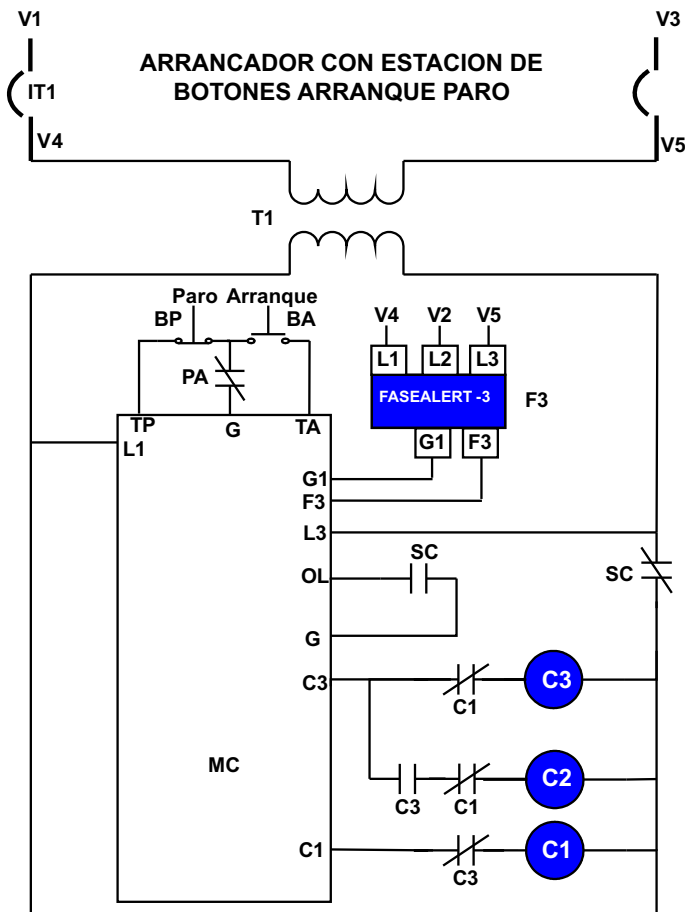 V1
V3
ARRANCADOR CON ESTACION DE
BOTONES ARRANQUE PARO
IT1
V4
V5
T1
Paro Arranque
BP
BA
PA
TP
G
TA
L1
V4 V2 V5
L1 L2 L3
FASEALERT -3
F3
G1 F3
G1
F3
L3
SC
SC
OL
G
C3
C1
C3
MC
C3
C1
C2
C1
C3
C1